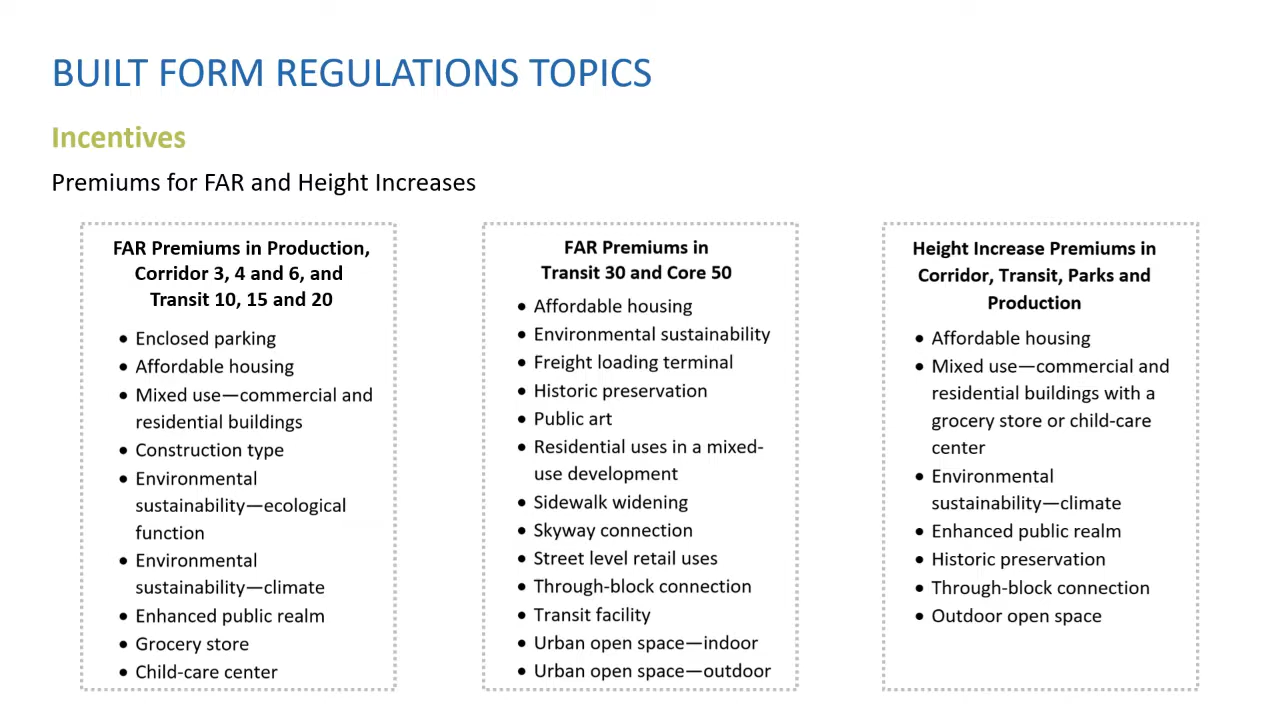 BUILT FORM REGULATIONS TOPICS
Incentives
Premiums for FAR and Height Increases
FAR Premiums in Production,
Corridor 3, 4 and 6, and
Transit 10, 15 and 20
• Enclosed parking
• Affordable housing
• Mixed use—commercial and
residential buildings
• Construction type
• Environmental
sustainability—ecological
function
• Environmental
sustainability—climate
• Enhanced public realm
• Grocery store
• Child-care center
FAR Premiums in
Transit 30 and Core 50
• Affordable housing
• Environmental sustainability
• Freight loading terminal
• Historic preservation
• Public art
• Residential uses in a mixed-
use development
• Sidewalk widening
• Skyway connection
• Street level retail uses
• Through-block connection
• Transit facility
• Urban open space—indoor
• Urban open space—outdoor
Height Increase Premiums in
Corridor, Transit, Parks and
Production
• Affordable housing
• Mixed use—commercial and
residential buildings with a
grocery store or child-care
center
• Environmental
sustainability—climate
• Enhanced public realm
• Historic preservation
• Through-block connection
• Outdoor open space